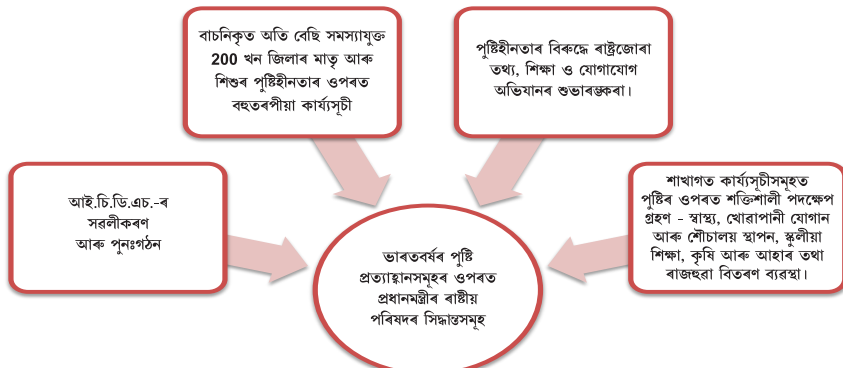 বাচনিকৃত অতি বেছি সমস্যাযুক্ত
200 খন জিলাৰ মাতৃ আৰু
শিশুৰ পুষ্টিহীনতাৰ ওপৰত
বহুতৰপীয়া কাৰ্য্যসূচী
পুষ্টিহীনতাৰ বিৰুদ্ধে ৰাষ্ট্ৰজোৰা
তথ্য, শিক্ষা ও যোগাযোগ
অভিযানৰ শুভাৰম্ভকৰা।
আই.চি.ডি.এচ.-ৰ
সৱলীকৰণ
আৰু পুনঃগঠন
শাখাগত কাৰ্য্যসূচীসমূহত
পুষ্টিৰ ওপৰত শক্তিশালী পদক্ষেপ
গ্ৰহণ - স্বাস্থ্য, খোৱাপানী যোগান
আৰু শৌচালয় স্থাপন, স্কুলীয়া
শিক্ষা, কৃষি আৰু আহাৰ তথা
ৰাজহুৱা বিতৰণ ব্যৱস্থা।
ভাৰতবৰ্ষৰ পুষ্টি
প্ৰত্যাহ্বানসমূহৰ ওপৰত
প্ৰধানমন্ত্ৰীৰ ৰাষ্টীয়
পৰিষদৰ সিদ্ধান্তসমূহ